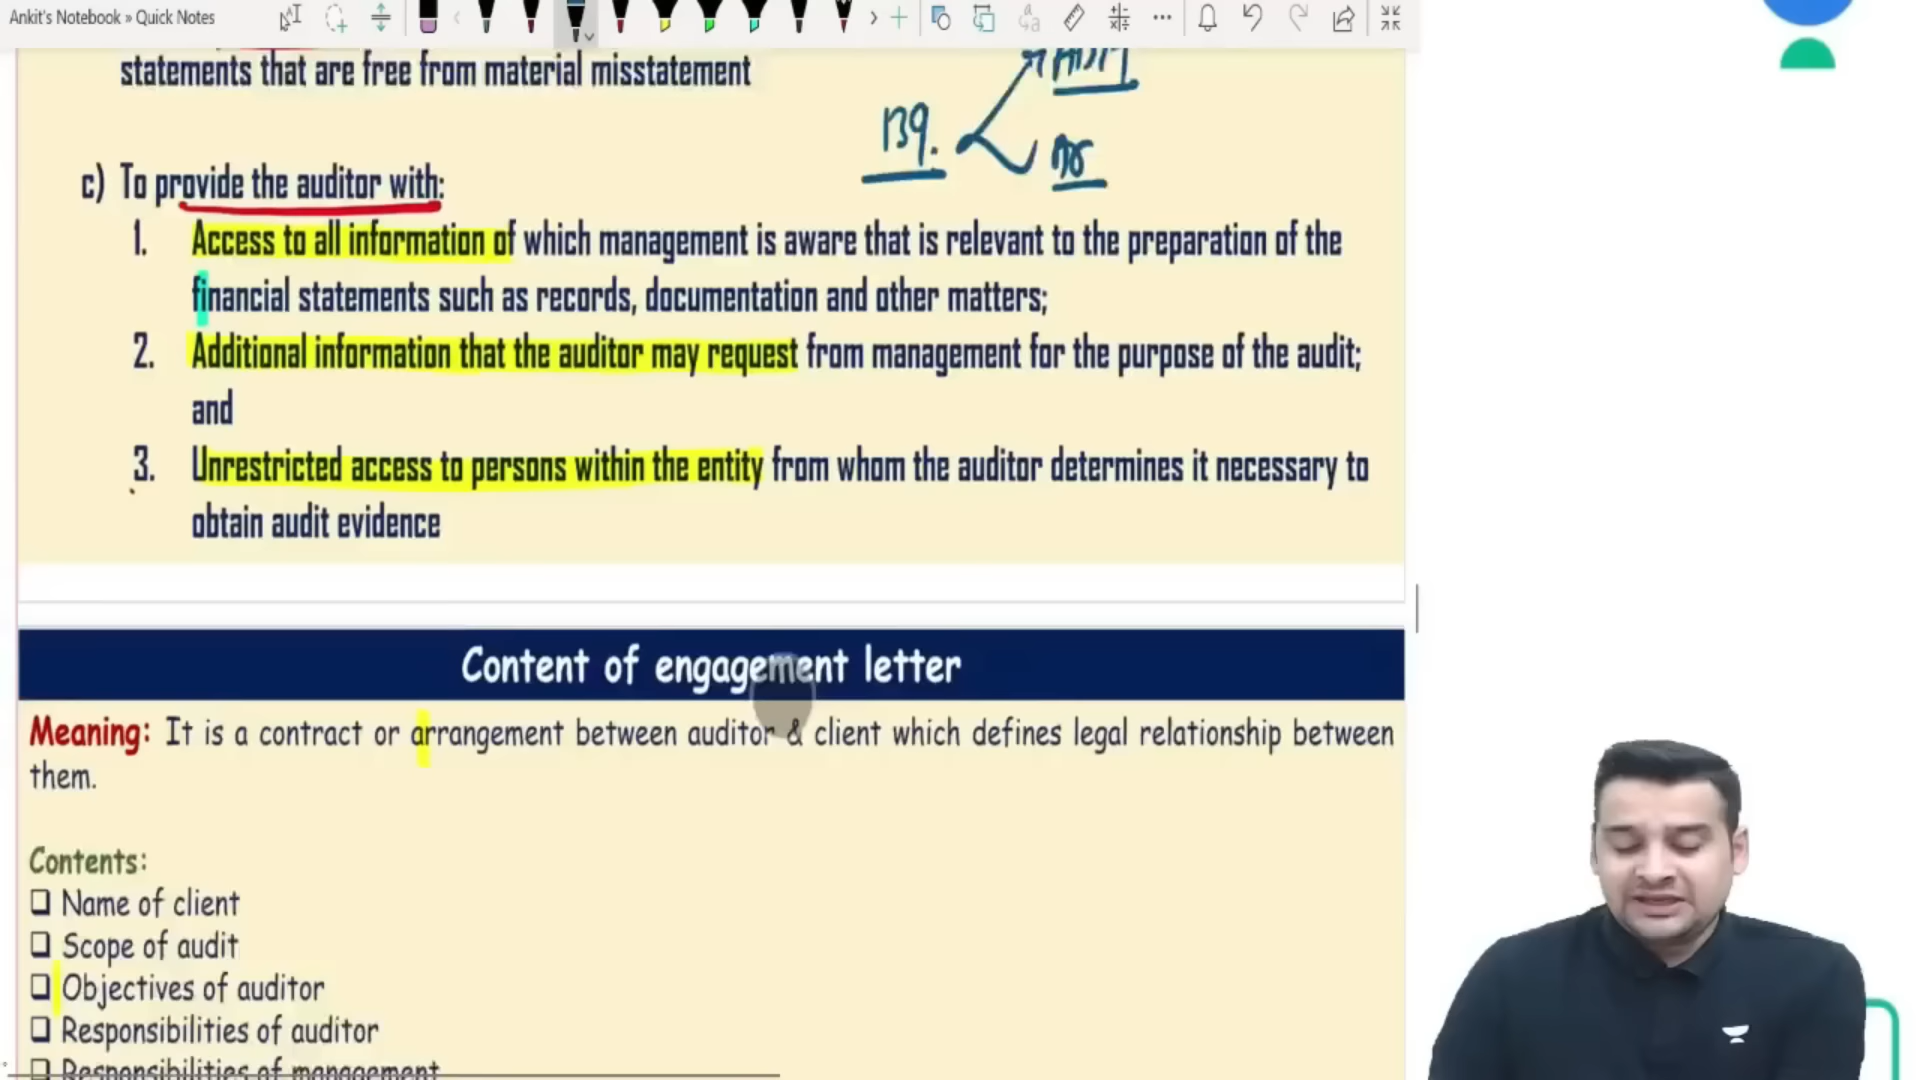 Ankit's Notebook » Quick Notes
statements that are free from material misstatement
139.
c) To provide the auditor with:
1. Access to all information of which management is aware that is relevant to the preparation of the
financial statements such as records, documentation and other matters;
2. Additional information that the auditor may request from management for the purpose of the audit;
and
3. Unrestricted access to persons within the entity from whom the auditor determines it necessary to
obtain audit evidence
Content of engagement letter
Meaning: It is a contract or arrangement between auditor & client which defines legal relationship between
them.
Contents:
❑ Name of client
❑ Scope of audit
❑ Objectives of auditor
❑ Responsibilities of auditor
❑ Responsibilities of management